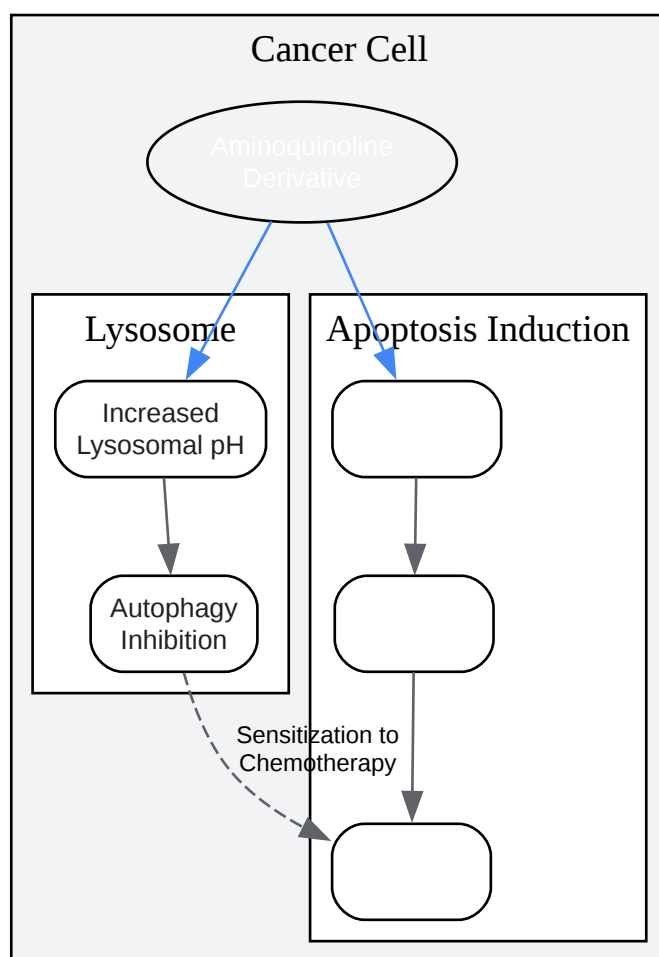 Cancer Cell
Aminoquinoline
Derivative
Lysosome
Apoptosis Induction
Increased
Lysosomal pH
Autophagy
Inhibition
Sensitization to
Chemotherapy